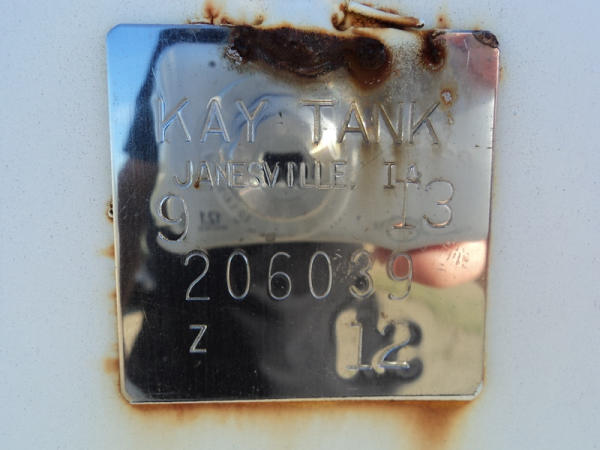 KAY TANK
JANESVILLE, IA
9 13
206039
Z 12